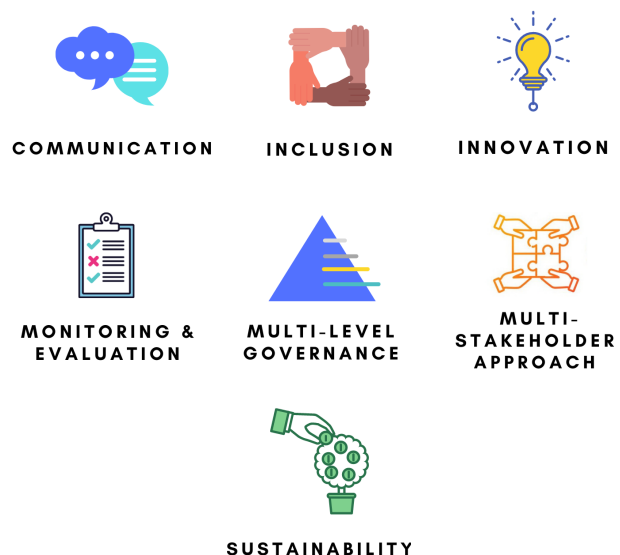 COMMUNICATION
INCLUSION
INNOVATION
MONITORING &
EVALUATION
MULTI-LEVEL
GOVERNANCE
MULTI-
STAKEHOLDER
APPROACH
SUSTAINABILITY